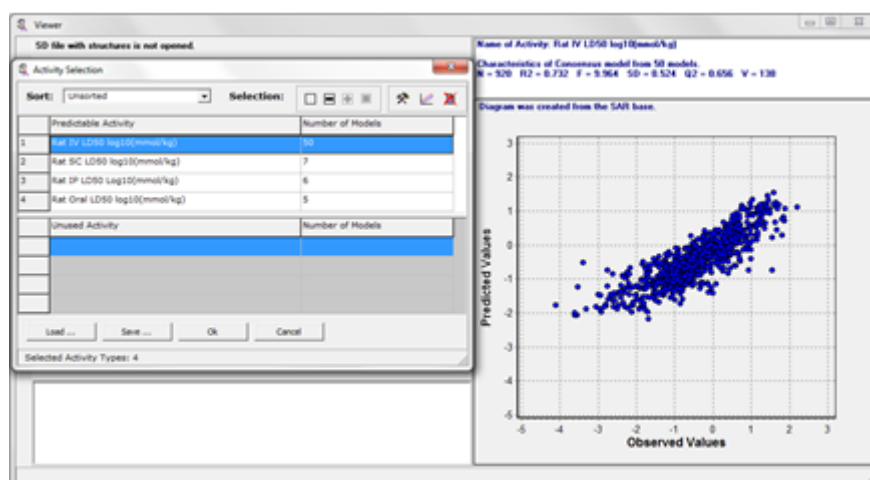 Viewer
SD file with structures is not opened.
Activity Selection
Sort: Unsorted Selection:
Predictable Activity Number of Models
1 Rat IV LD50 log10(mmol/kg) 50
2 Rat SC LD50 log10(mmol/kg) 7
3 Rat IP LD50 Log10(mmol/kg) 6
4 Rat Oral LD50 log10(mmol/kg) 5
Unused Activity Number of Models
Load ... Save ... Ok Cancel
Selected Activity Types: 4
Name of Activity: Rat IV LD50 log10(mmol/kg)
Characteristics of Consensus model from 50 models.
N = 920 R2 = 0.732 F = 9.964 SD = 0.524 Q2 = 0.656 V = 138
Diagram was created from the SAR base.
Predicted Values
3
2
1
0
-1
-2
-3
-4
-5
-5 -4 -3 -2 -1 0 1 2 3
Observed Values